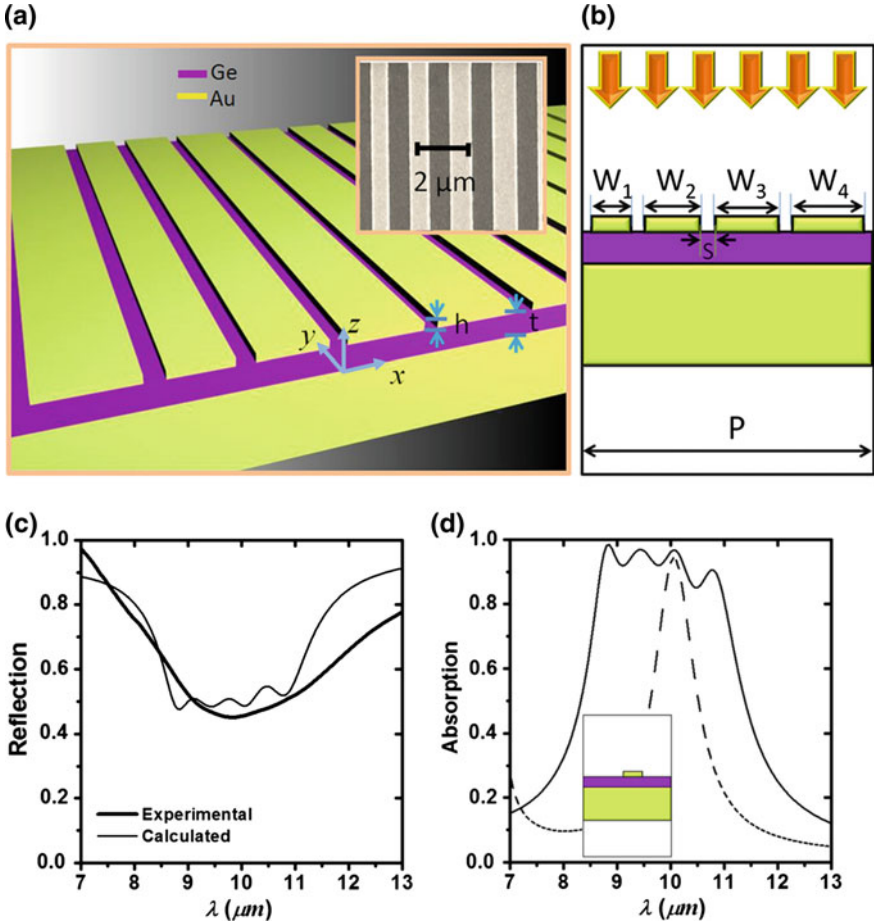 (a)
Ge
Au
2 μm
h
t
y
z
x
(b)
W1 W2 W3 W4
S
P
(c)
1.0
0.8
0.6
0.4
0.2
0.0
Reflection
Experimental
Calculated
7 8 9 10 11 12 13
λ (μm)
(d)
1.0
0.8
0.6
0.4
0.2
0.0
Absorption
7 8 9 10 11 12 13
λ (μm)